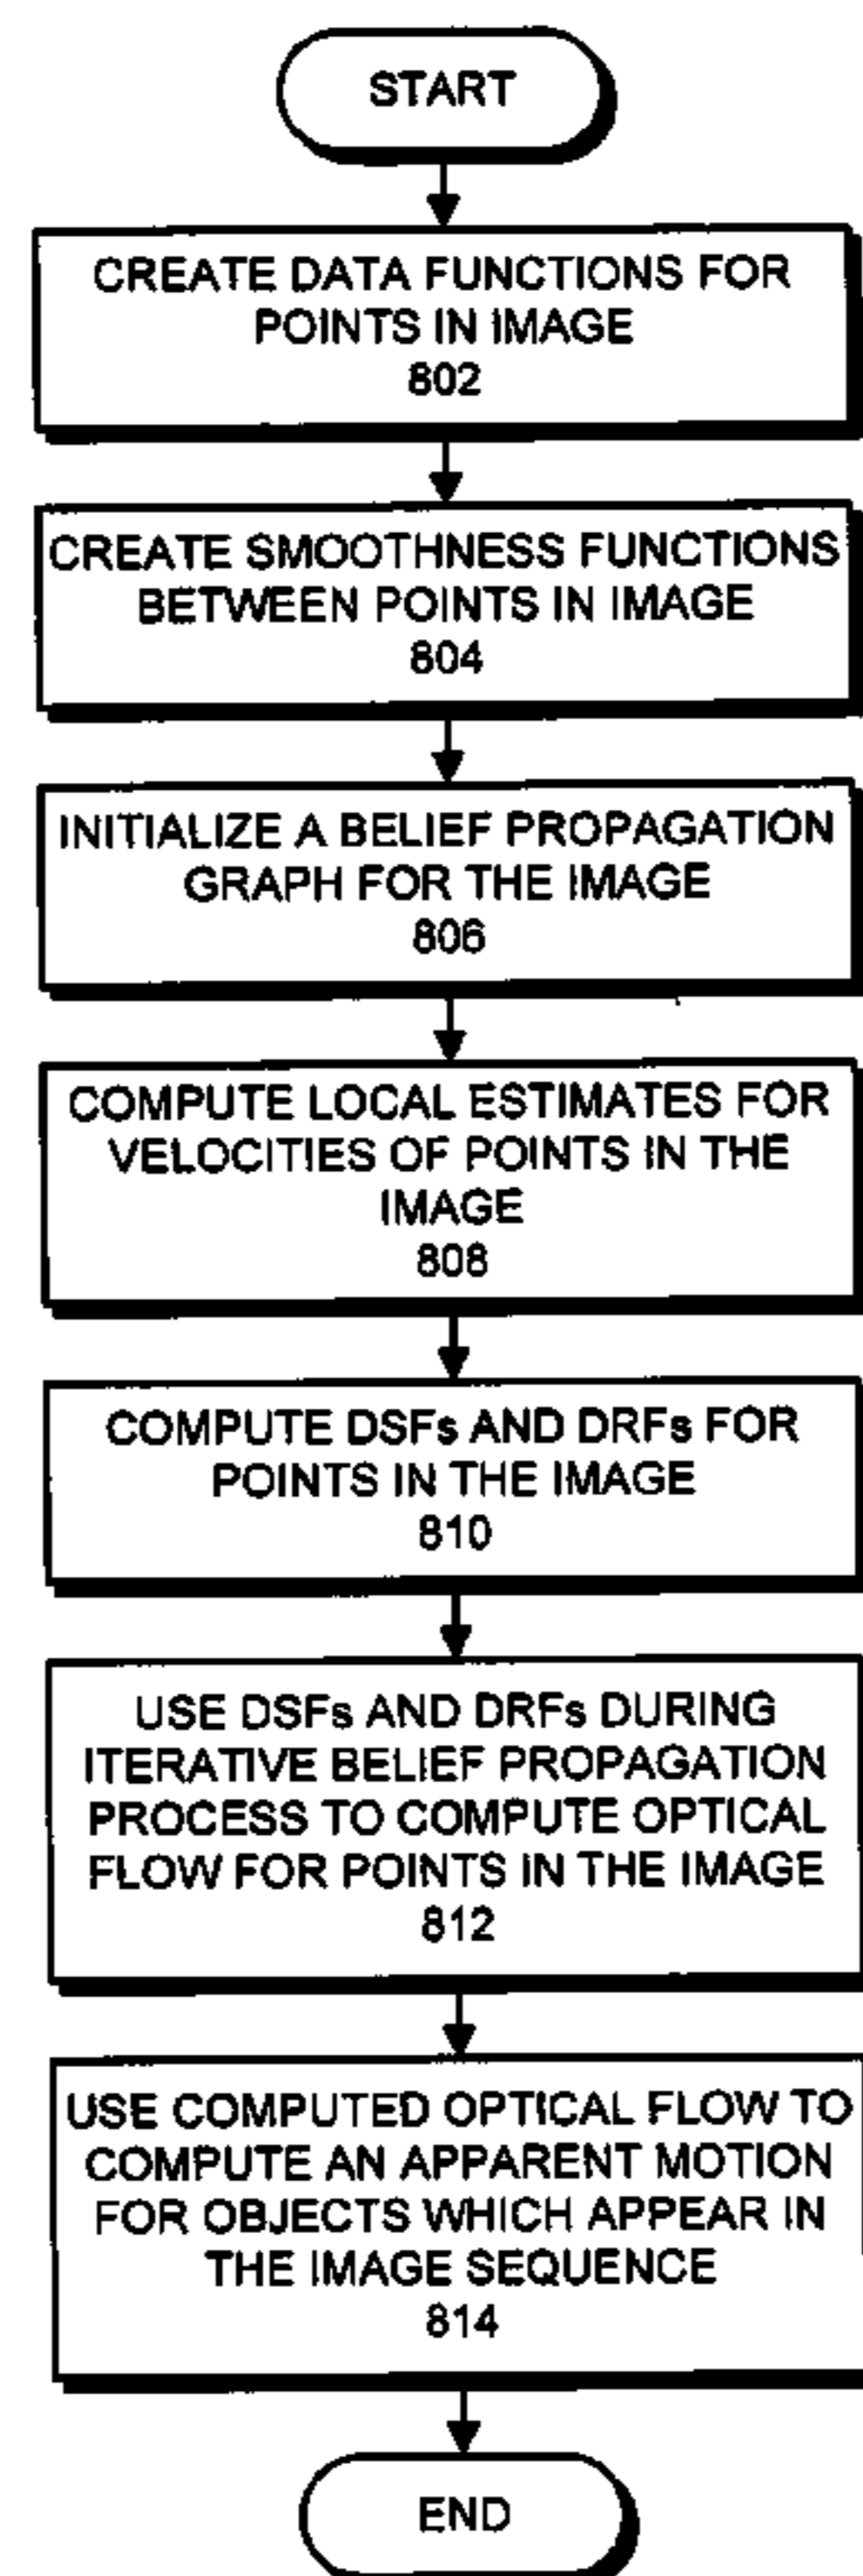 START
CREATE DATA FUNCTIONS FOR
POINTS IN IMAGE
802
CREATE SMOOTHNESS FUNCTIONS
BETWEEN POINTS IN IMAGE
804
INITIALIZE A BELIEF PROPAGATION
GRAPH FOR THE IMAGE
806
COMPUTE LOCAL ESTIMATES FOR
VELOCITIES OF POINTS IN THE
IMAGE
808
COMPUTE DSFs AND DRFs FOR
POINTS IN THE IMAGE
810
USE DSFs AND DRFs DURING
ITERATIVE BELIEF PROPAGATION
PROCESS TO COMPUTE OPTICAL
FLOW FOR POINTS IN THE IMAGE
812
USE COMPUTED OPTICAL FLOW TO
COMPUTE AN APPARENT MOTION
FOR OBJECTS WHICH APPEAR IN
THE IMAGE SEQUENCE
814
END